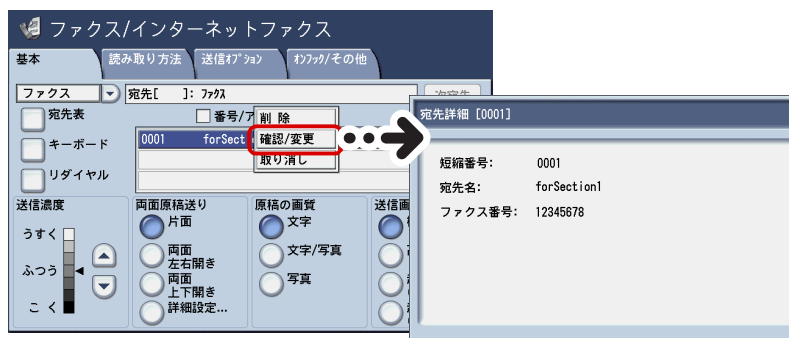 ファクス/インターネットファクス
基本 読み取り方法 送信ｵﾌﾟｼｮﾝ ｵﾝﾌｯｸ/その他
ファクス 宛先[ ]: ﾌｧｸｽ 次宛先
宛先表
キーボード
リダイヤル
番号/ア
0001 forSect
削 除
確認/変更
取り消し
送信濃度
うすく
ふつう
こ く
両面原稿送り
片面
両面
左右開き
両面
上下開き
詳細設定...
原稿の画質
文字
文字/写真
写真
送信画
宛先詳細 [0001]
短縮番号: 0001
宛先名: forSection1
ファクス番号: 12345678